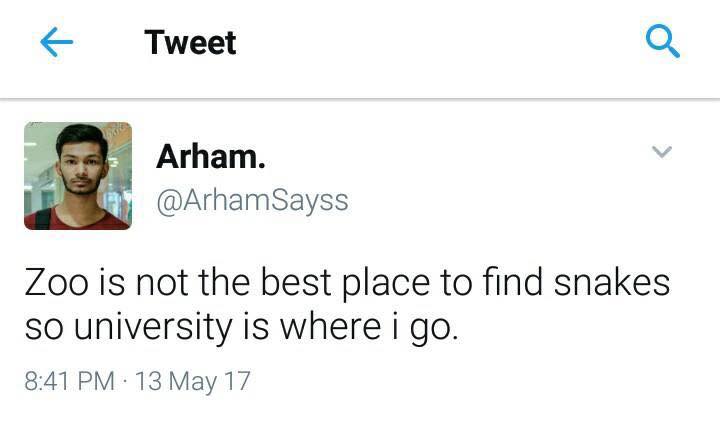 Tweet
Arham.
@ArhamSayss
Zoo is not the best place to find snakes
so university is where i go.
8:41 PM · 13 May 17